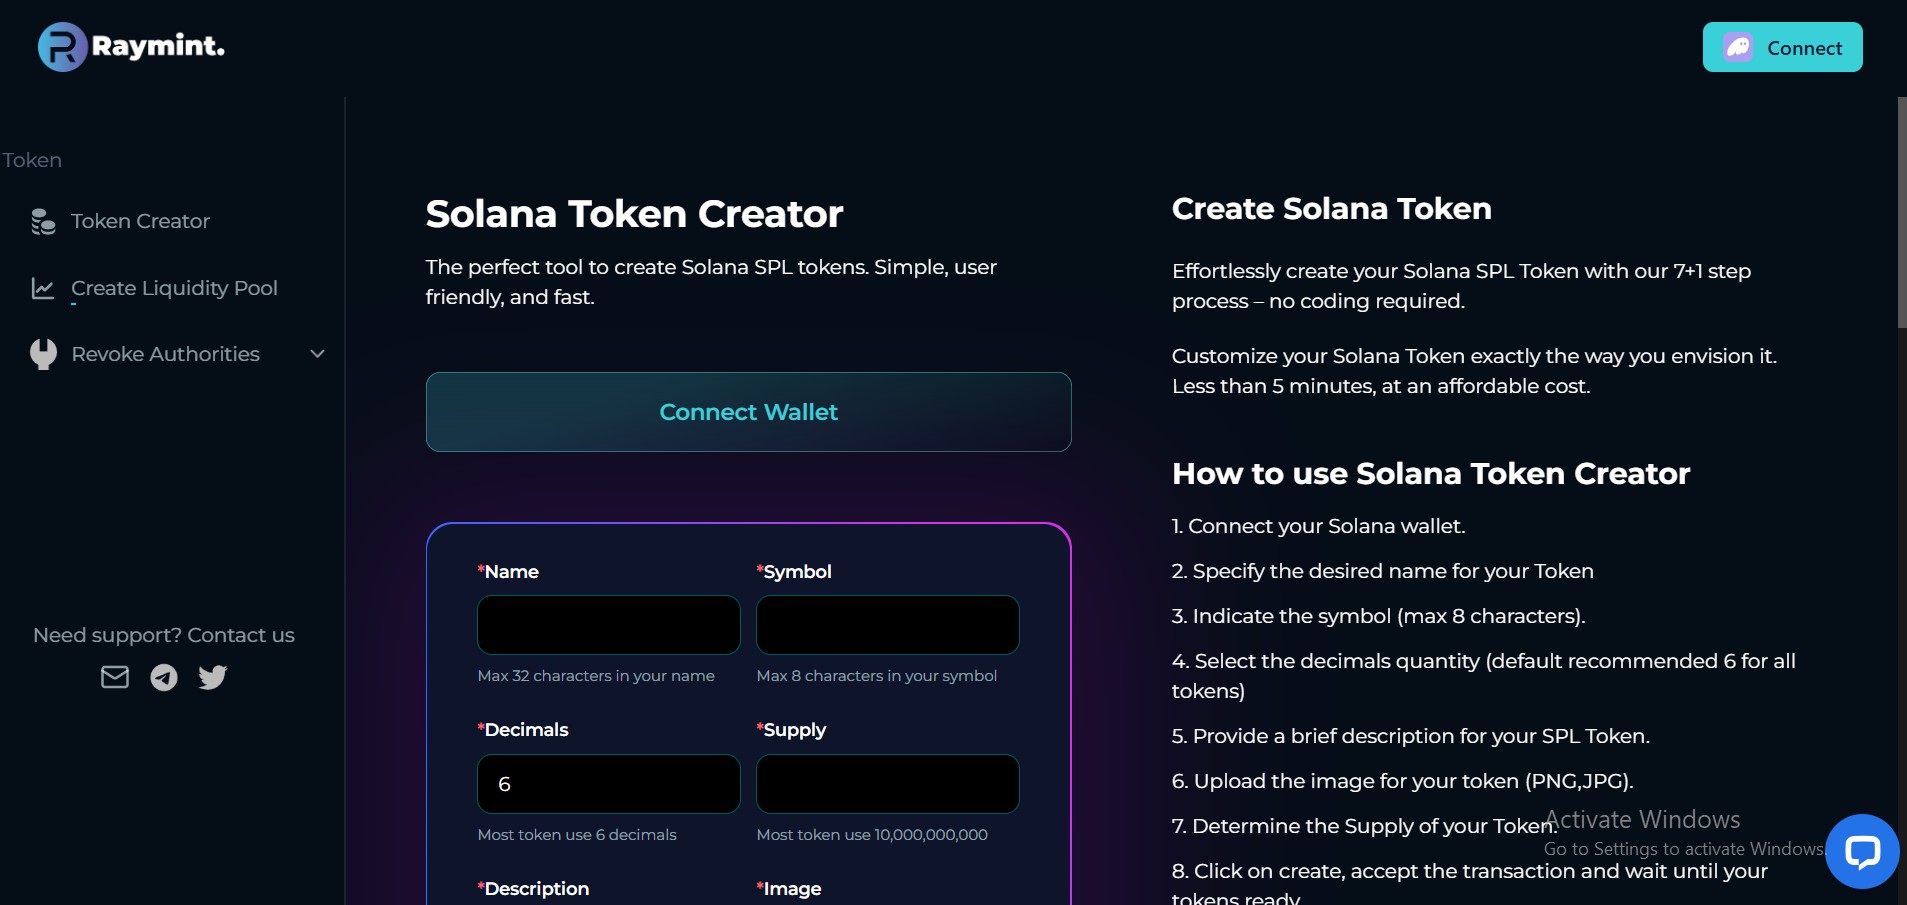 Raymint.
Connect
Token
Token Creator
Create Liquidity Pool
Revoke Authorities
Need support? Contact us
Solana Token Creator
The perfect tool to create Solana SPL tokens. Simple, user
friendly, and fast.
Connect Wallet
*Name
*Symbol
Max 32 characters in your name
Max 8 characters in your symbol
*Decimals
*Supply
6
Most token use 6 decimals
Most token use 10,000,000,000
*Description
*Image
Create Solana Token
Effortlessly create your Solana SPL Token with our 7+1 step
process – no coding required.
Customize your Solana Token exactly the way you envision it.
Less than 5 minutes, at an affordable cost.
How to use Solana Token Creator
1. Connect your Solana wallet.
2. Specify the desired name for your Token
3. Indicate the symbol (max 8 characters).
4. Select the decimals quantity (default recommended 6 for all
tokens)
5. Provide a brief description for your SPL Token.
6. Upload the image for your token (PNG,JPG).
7. Determine the Supply of your Token.
8. Click on create, accept the transaction and wait until your
tokens ready
Activate Windows
Go to Settings to activate Windows.